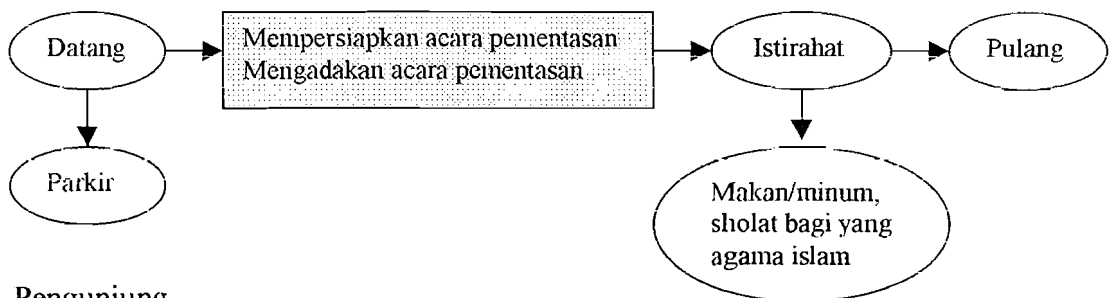 Datang
Mempersiapkan acara pementasan
Mengadakan acara pementasan
Istirahat
Pulang
Parkir
Makan/minum,
sholat bagi yang
agama islam
Pengunjung